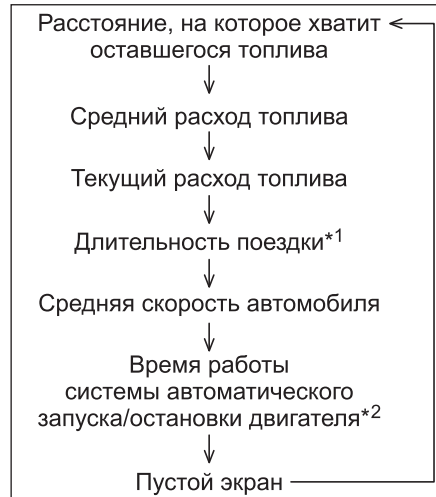 Расстояние, на которое хватит
оставшегося топлива
Средний расход топлива
Текущий расход топлива
Длительность поездки*1
Средняя скорость автомобиля
Время работы
системы автоматического
запуска/остановки двигателя*2
Пустой экран